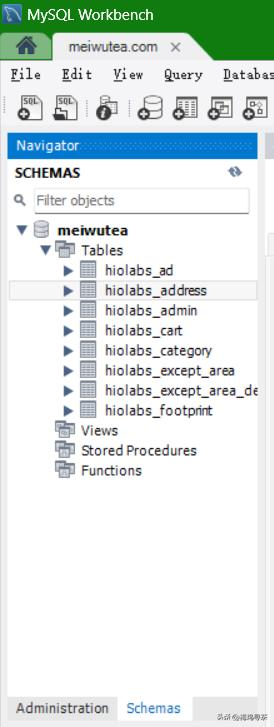 MySQL Workbench
meiwutea.com
File Edit View Query Databas
SQL SQL
Navigator
SCHEMAS
Filter objects
meiwutea
Tables
hiolabs_ad
hiolabs_address
hiolabs_admin
hiolabs_cart
hiolabs_category
hiolabs_except_area
hiolabs_except_area_de
hiolabs_footprint
Views
Stored Procedures
Functions
Administration Schemas